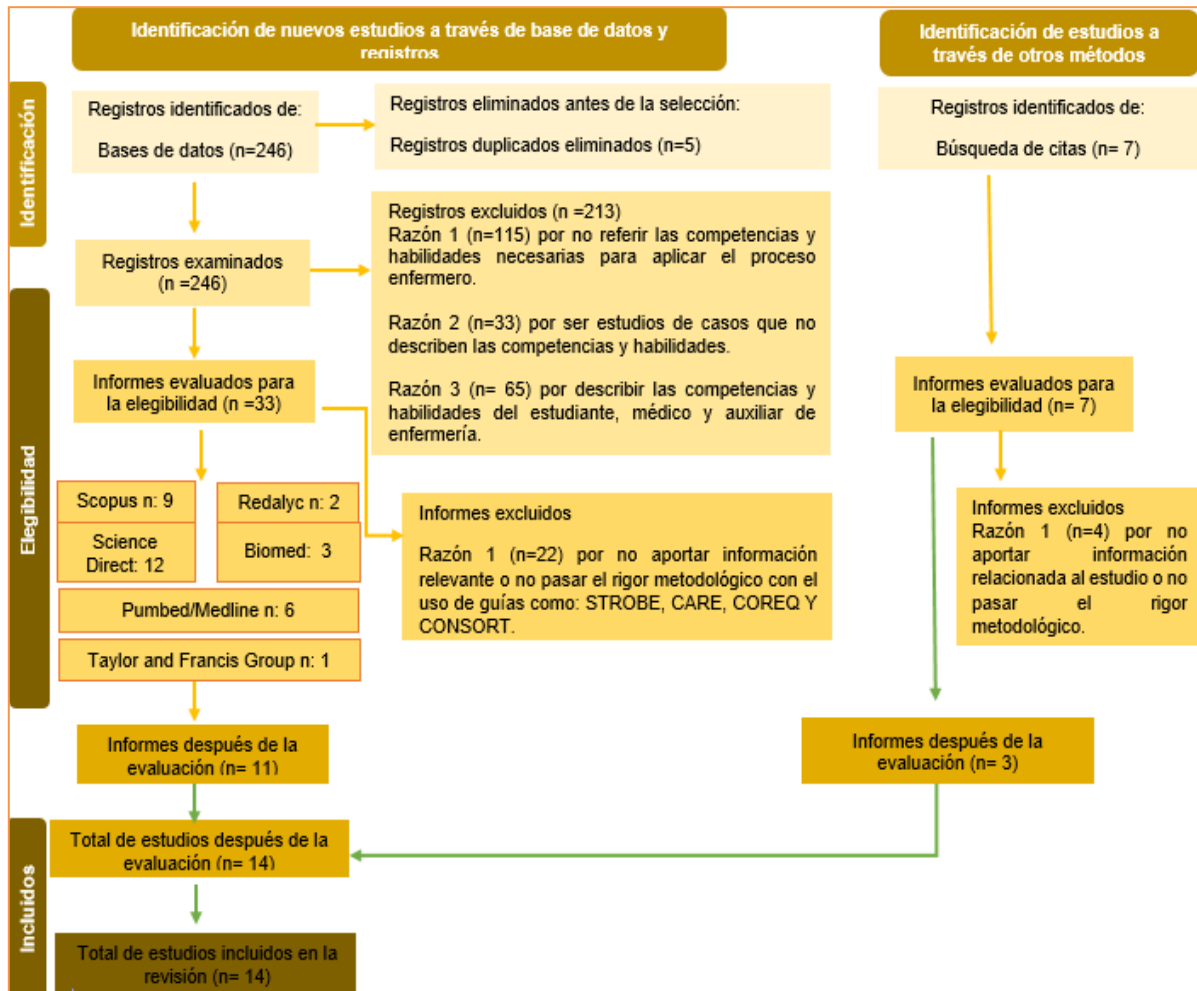 Identificación de nuevos estudios a través de base de datos y
registros
Identificación de estudios a
través de otros métodos
Identificación
Registros identificados de:
Bases de datos (n=246)
Registros eliminados antes de la selección:
Registros duplicados eliminados (n=5)
Registros identificados de:
Búsqueda de citas (n= 7)
Registros examinados
(n =246)
Registros excluidos (n =213)
Razón 1 (n=115) por no referir las competencias y
habilidades necesarias para aplicar el proceso
enfermero.
Razón 2 (n=33) por ser estudios de casos que no
describen las competencias y habilidades.
Razón 3 (n= 65) por describir las competencias y
habilidades del estudiante, médico y auxiliar de
enfermería.
Elegibilidad
Informes evaluados para
la elegibilidad (n =33)
Informes evaluados para
la elegibilidad (n= 7)
Scopus n: 9
Redalyc n: 2
Science
Direct: 12
Biomed: 3
Pumbed/Medline n: 6
Taylor and Francis Group n: 1
Informes excluidos
Razón 1 (n=22) por no aportar información
relevante o no pasar el rigor metodológico con el
uso de guías como: STROBE, CARE, COREQ Y
CONSORT.
Informes excluidos
Razón 1 (n=4) por no
aportar información
relacionada al estudio o no
pasar el rigor
metodológico.
Informes después de la
evaluación (n= 11)
Informes después de la
evaluación (n= 3)
Incluidos
Total de estudios después de la
evaluación (n= 14)
Total de estudios incluidos en la
revisión (n= 14)